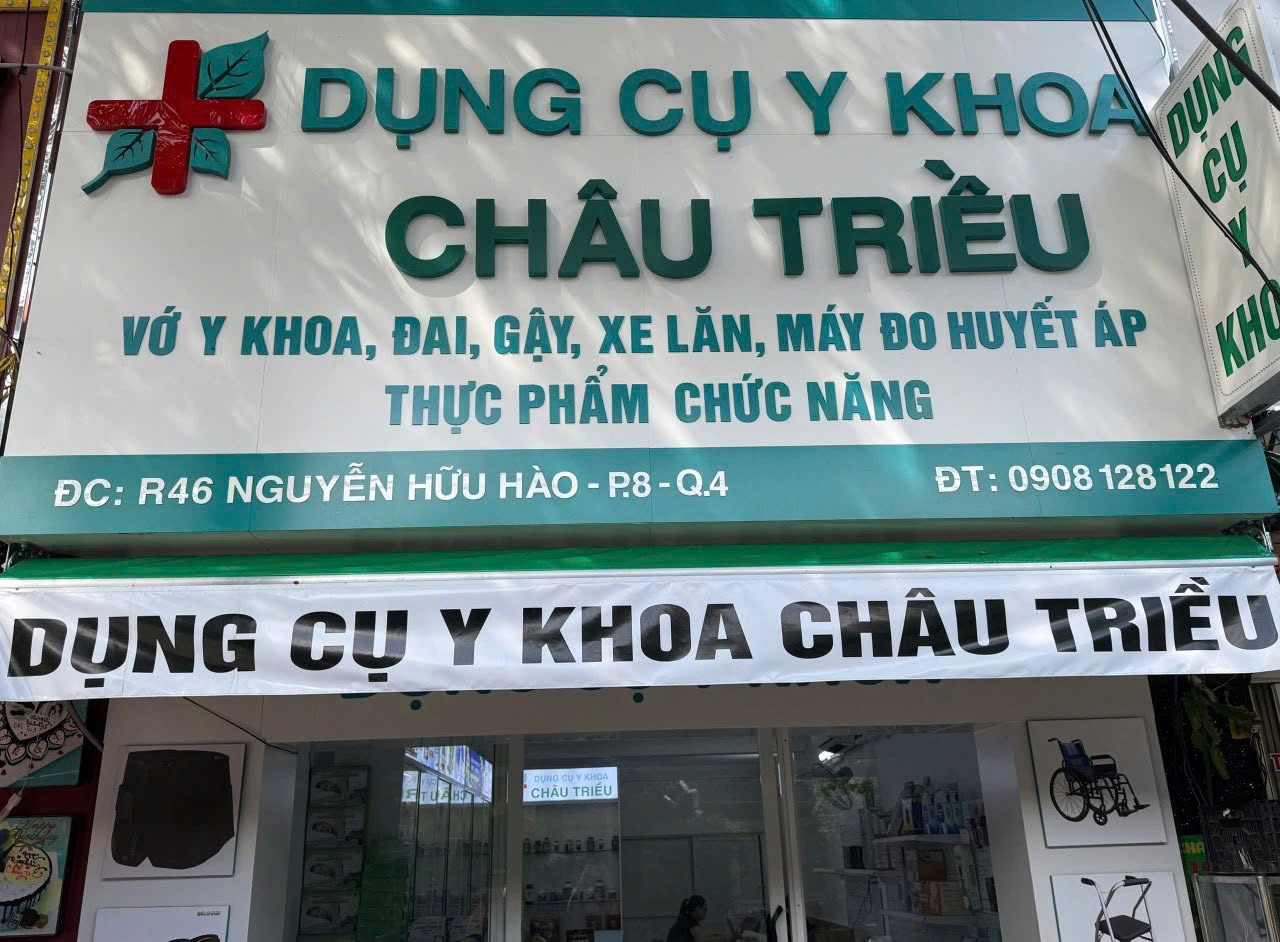 DỤNG CỤ Y KHOA
CHÂU TRIỀU
VỚ Y KHOA, ĐAI, GẬY, XE LĂN, MÁY ĐO HUYẾT ÁP
THỰC PHẨM CHỨC NĂNG
ĐC: R46 NGUYỄN HỮU HÀO - P.8 - Q.4
ĐT: 0908 128 122
DỤNG
CỤ
Y
KHO
DỤNG CỤ Y KHOA CHÂU TRIỀU
DỤNG CỤ Y KHOA
CHÂU TRIỀU